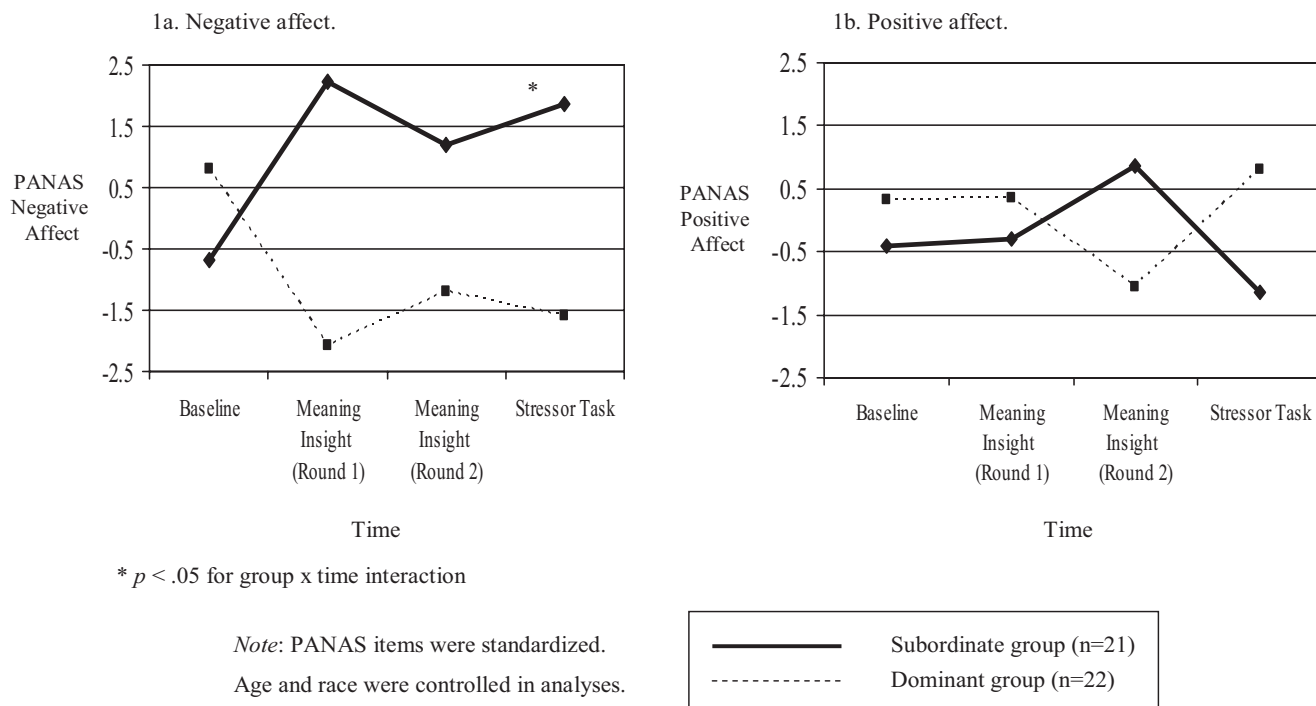 1a. Negative affect.
2.5
*
1.5
PANAS
Negative
Affect
0.5
-0.5
-1.5
-2.5
Baseline
Meaning
Insight
(Round 1)
Meaning
Insight
(Round 2)
Stressor Task
Time
1b. Positive affect.
2.5
1.5
PANAS
Positive
Affect
0.5
-0.5
-1.5
-2.5
Baseline
Meaning
Insight
(Round 1)
Meaning
Insight
(Round 2)
Stressor Task
Time
* p < .05 for group x time interaction
Note: PANAS items were standardized.
Age and race were controlled in analyses.
Subordinate group (n=21)
Dominant group (n=22)